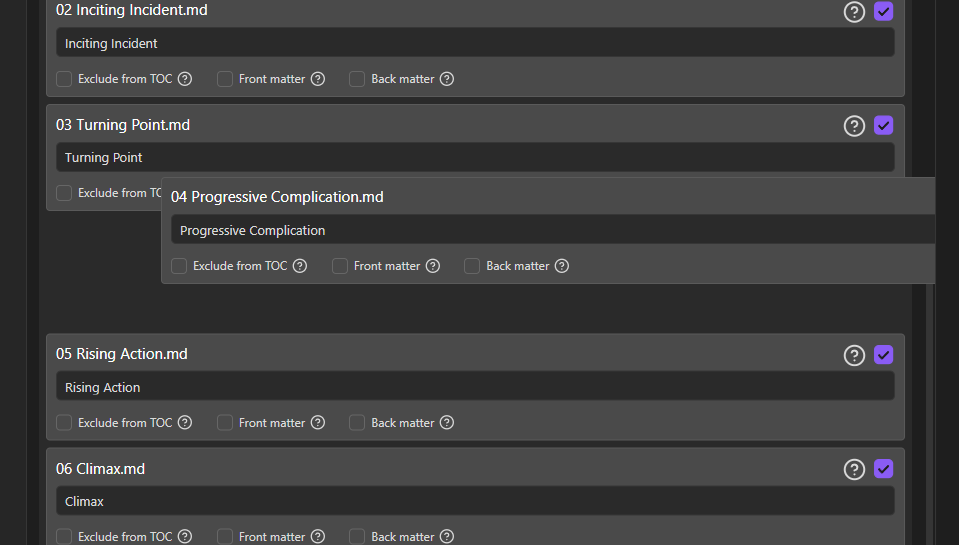 02 Inciting Incident.md
Inciting Incident
Exclude from TOC ? Front matter ? Back matter ?
03 Turning Point.md
Turning Point
Exclude from TO
04 Progressive Complication.md
Progressive Complication
Exclude from TOC ? Front matter ? Back matter ?
05 Rising Action.md
Rising Action
Exclude from TOC ? Front matter ? Back matter ?
06 Climax.md
Climax
Exclude from TOC ? Front matter ? Back matter ?